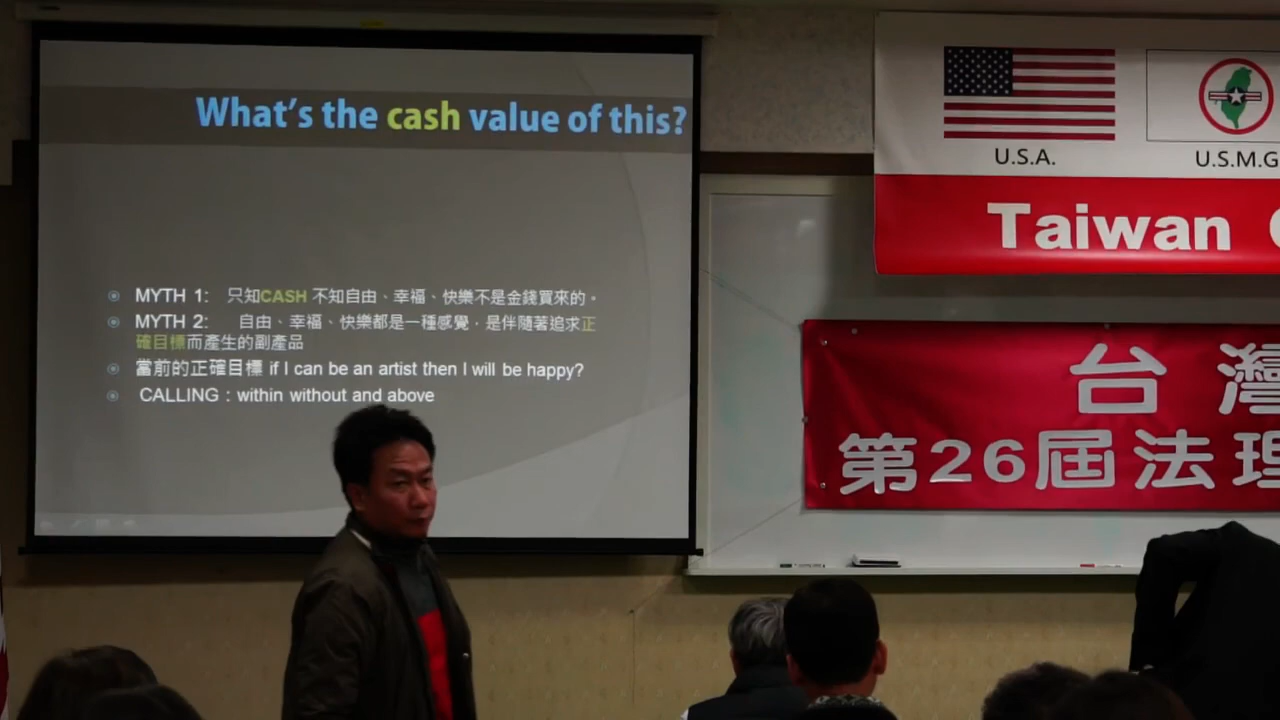 What's the cash value of this?
MYTH 1: 只知CASH 不知自由、幸福、快樂不是金錢買來的。
MYTH 2: 自由、幸福、快樂都是一種感覺，是伴隨著追求正
確目標而產生的副產品
當前的正確目標 if I can be an artist then I will be happy?
CALLING : within without and above
U.S.A.
U.S.M.G
Taiwan
台灣
第26屆法理